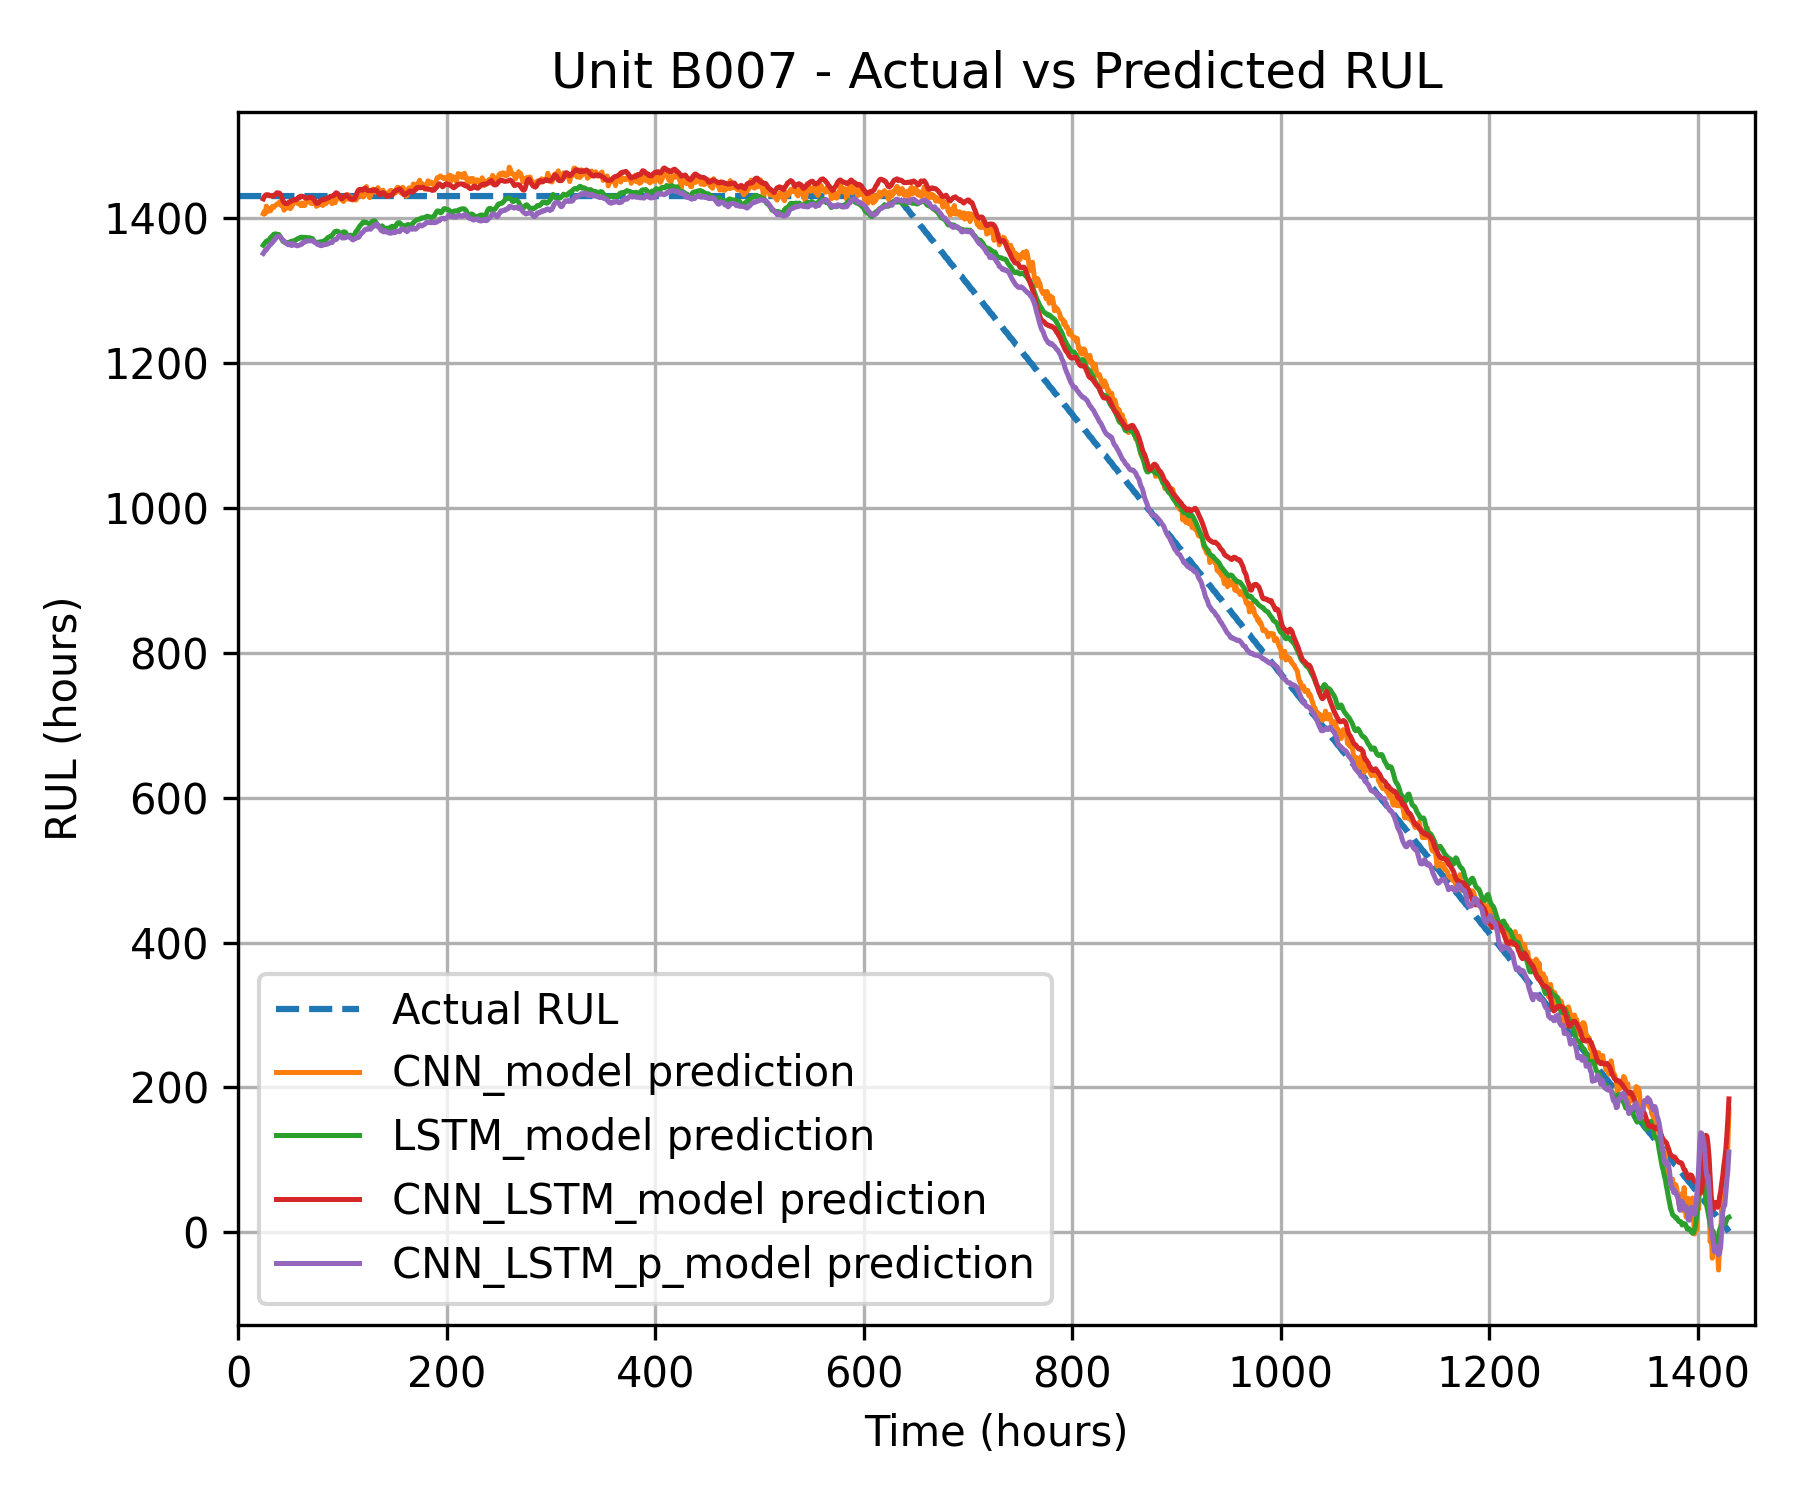 Unit B007 - Actual vs Predicted RUL
RUL (hours)
1400
1200
1000
800
600
400
200
0
Actual RUL
CNN_model prediction
LSTM_model prediction
CNN_LSTM_model prediction
CNN_LSTM_p_model prediction
0 200 400 600 800 1000 1200 1400
Time (hours)